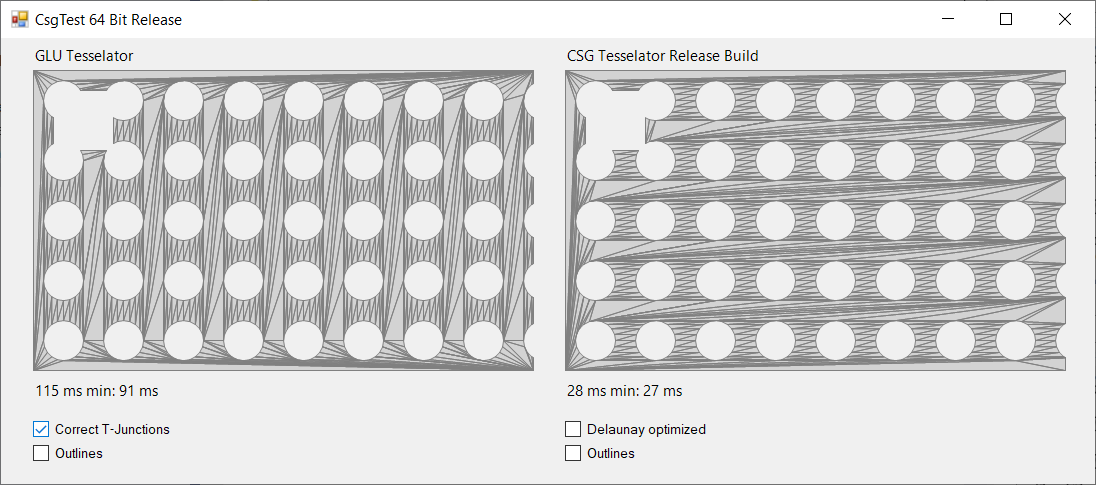 CsgTest 64 Bit Release
GLU Tesselator
CSG Tesselator Release Build
115 ms min: 91 ms
28 ms min: 27 ms
Correct T-Junctions
Delaunay optimized
Outlines
Outlines